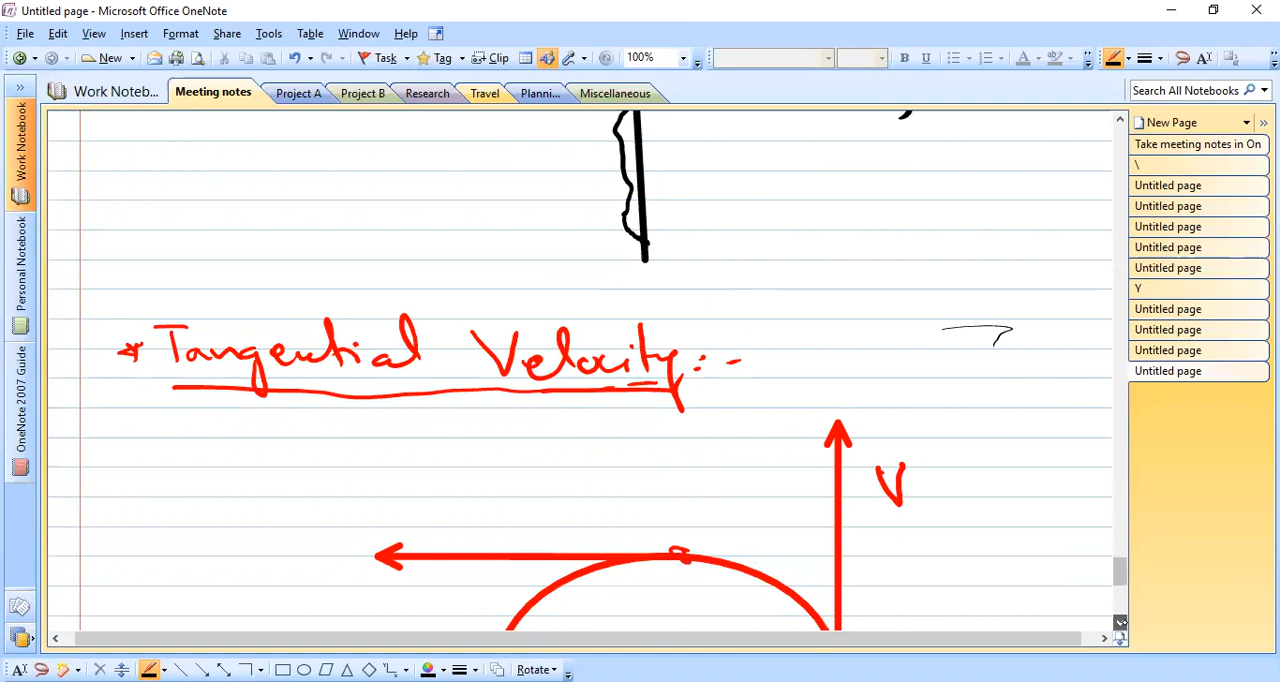 Untitled page - Microsoft Office OneNote
File Edit View Insert Format Share Tools Table Window Help
New Task Tag Clip 100% B U A
Work Noteb... Meeting notes Project A Project B Research Travel Planni... Miscellaneous Search All Notebooks
New Page
Take meeting notes in On
\
Untitled page
Untitled page
Untitled page
Untitled page
Untitled page
Y
Untitled page
Untitled page
Untitled page
Untitled page
Work Notebook
Personal Notebook
OneNote 2007 Guide
* Tangential Velocity :-
V
Rotate